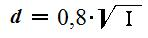 d = 0,8·√I